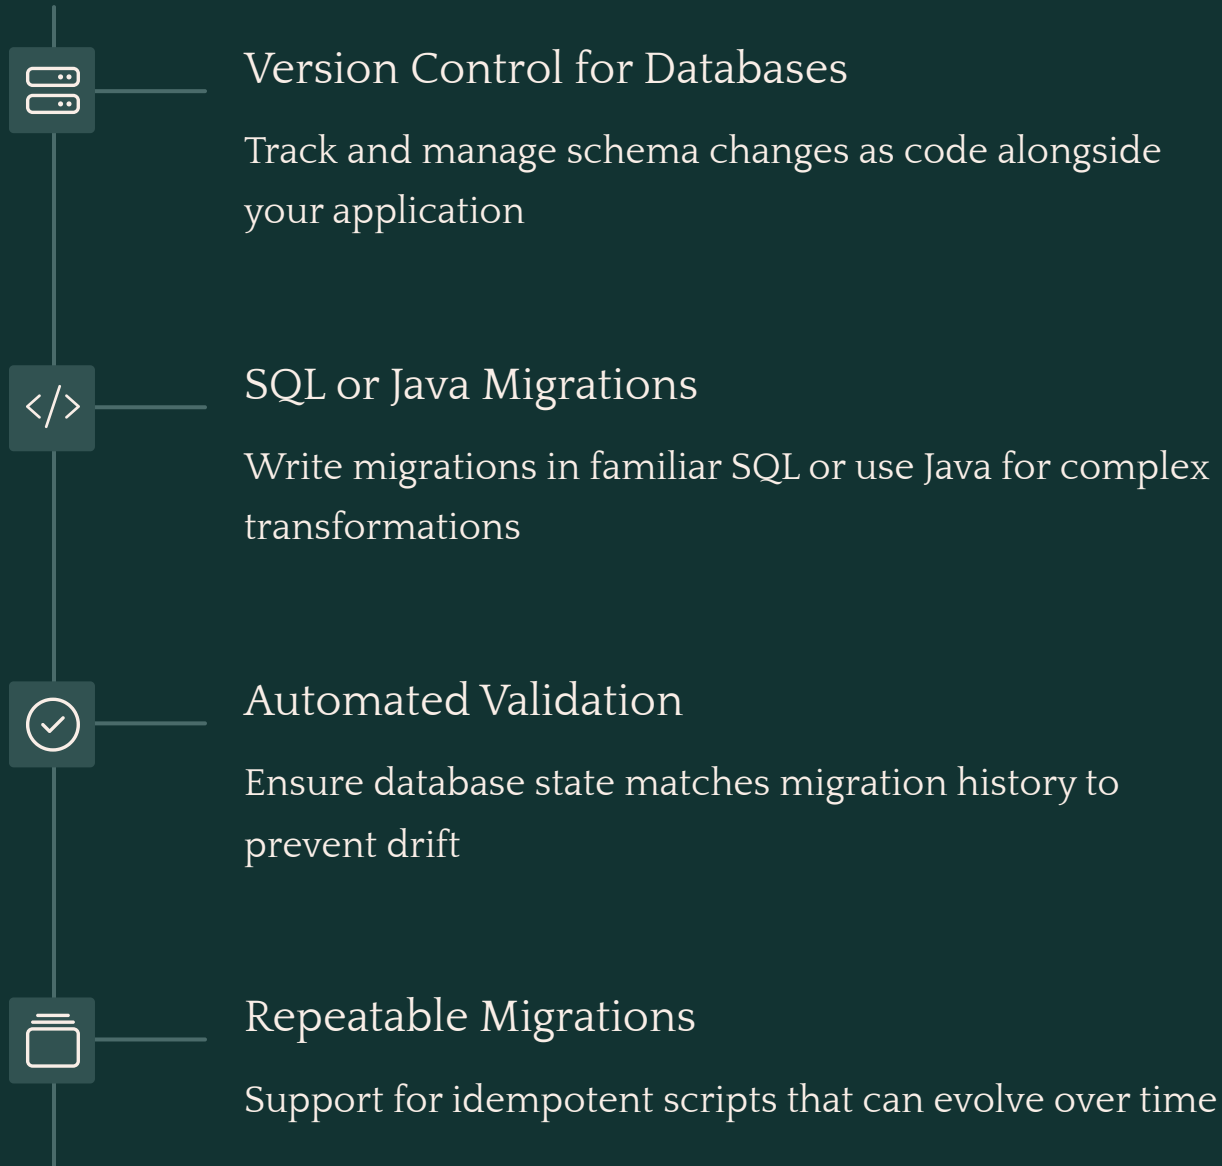 Version Control for Databases
Track and manage schema changes as code alongside
your application
SQL or Java Migrations
Write migrations in familiar SQL or use Java for complex
transformations
Automated Validation
Ensure database state matches migration history to
prevent drift
Repeatable Migrations
Support for idempotent scripts that can evolve over time